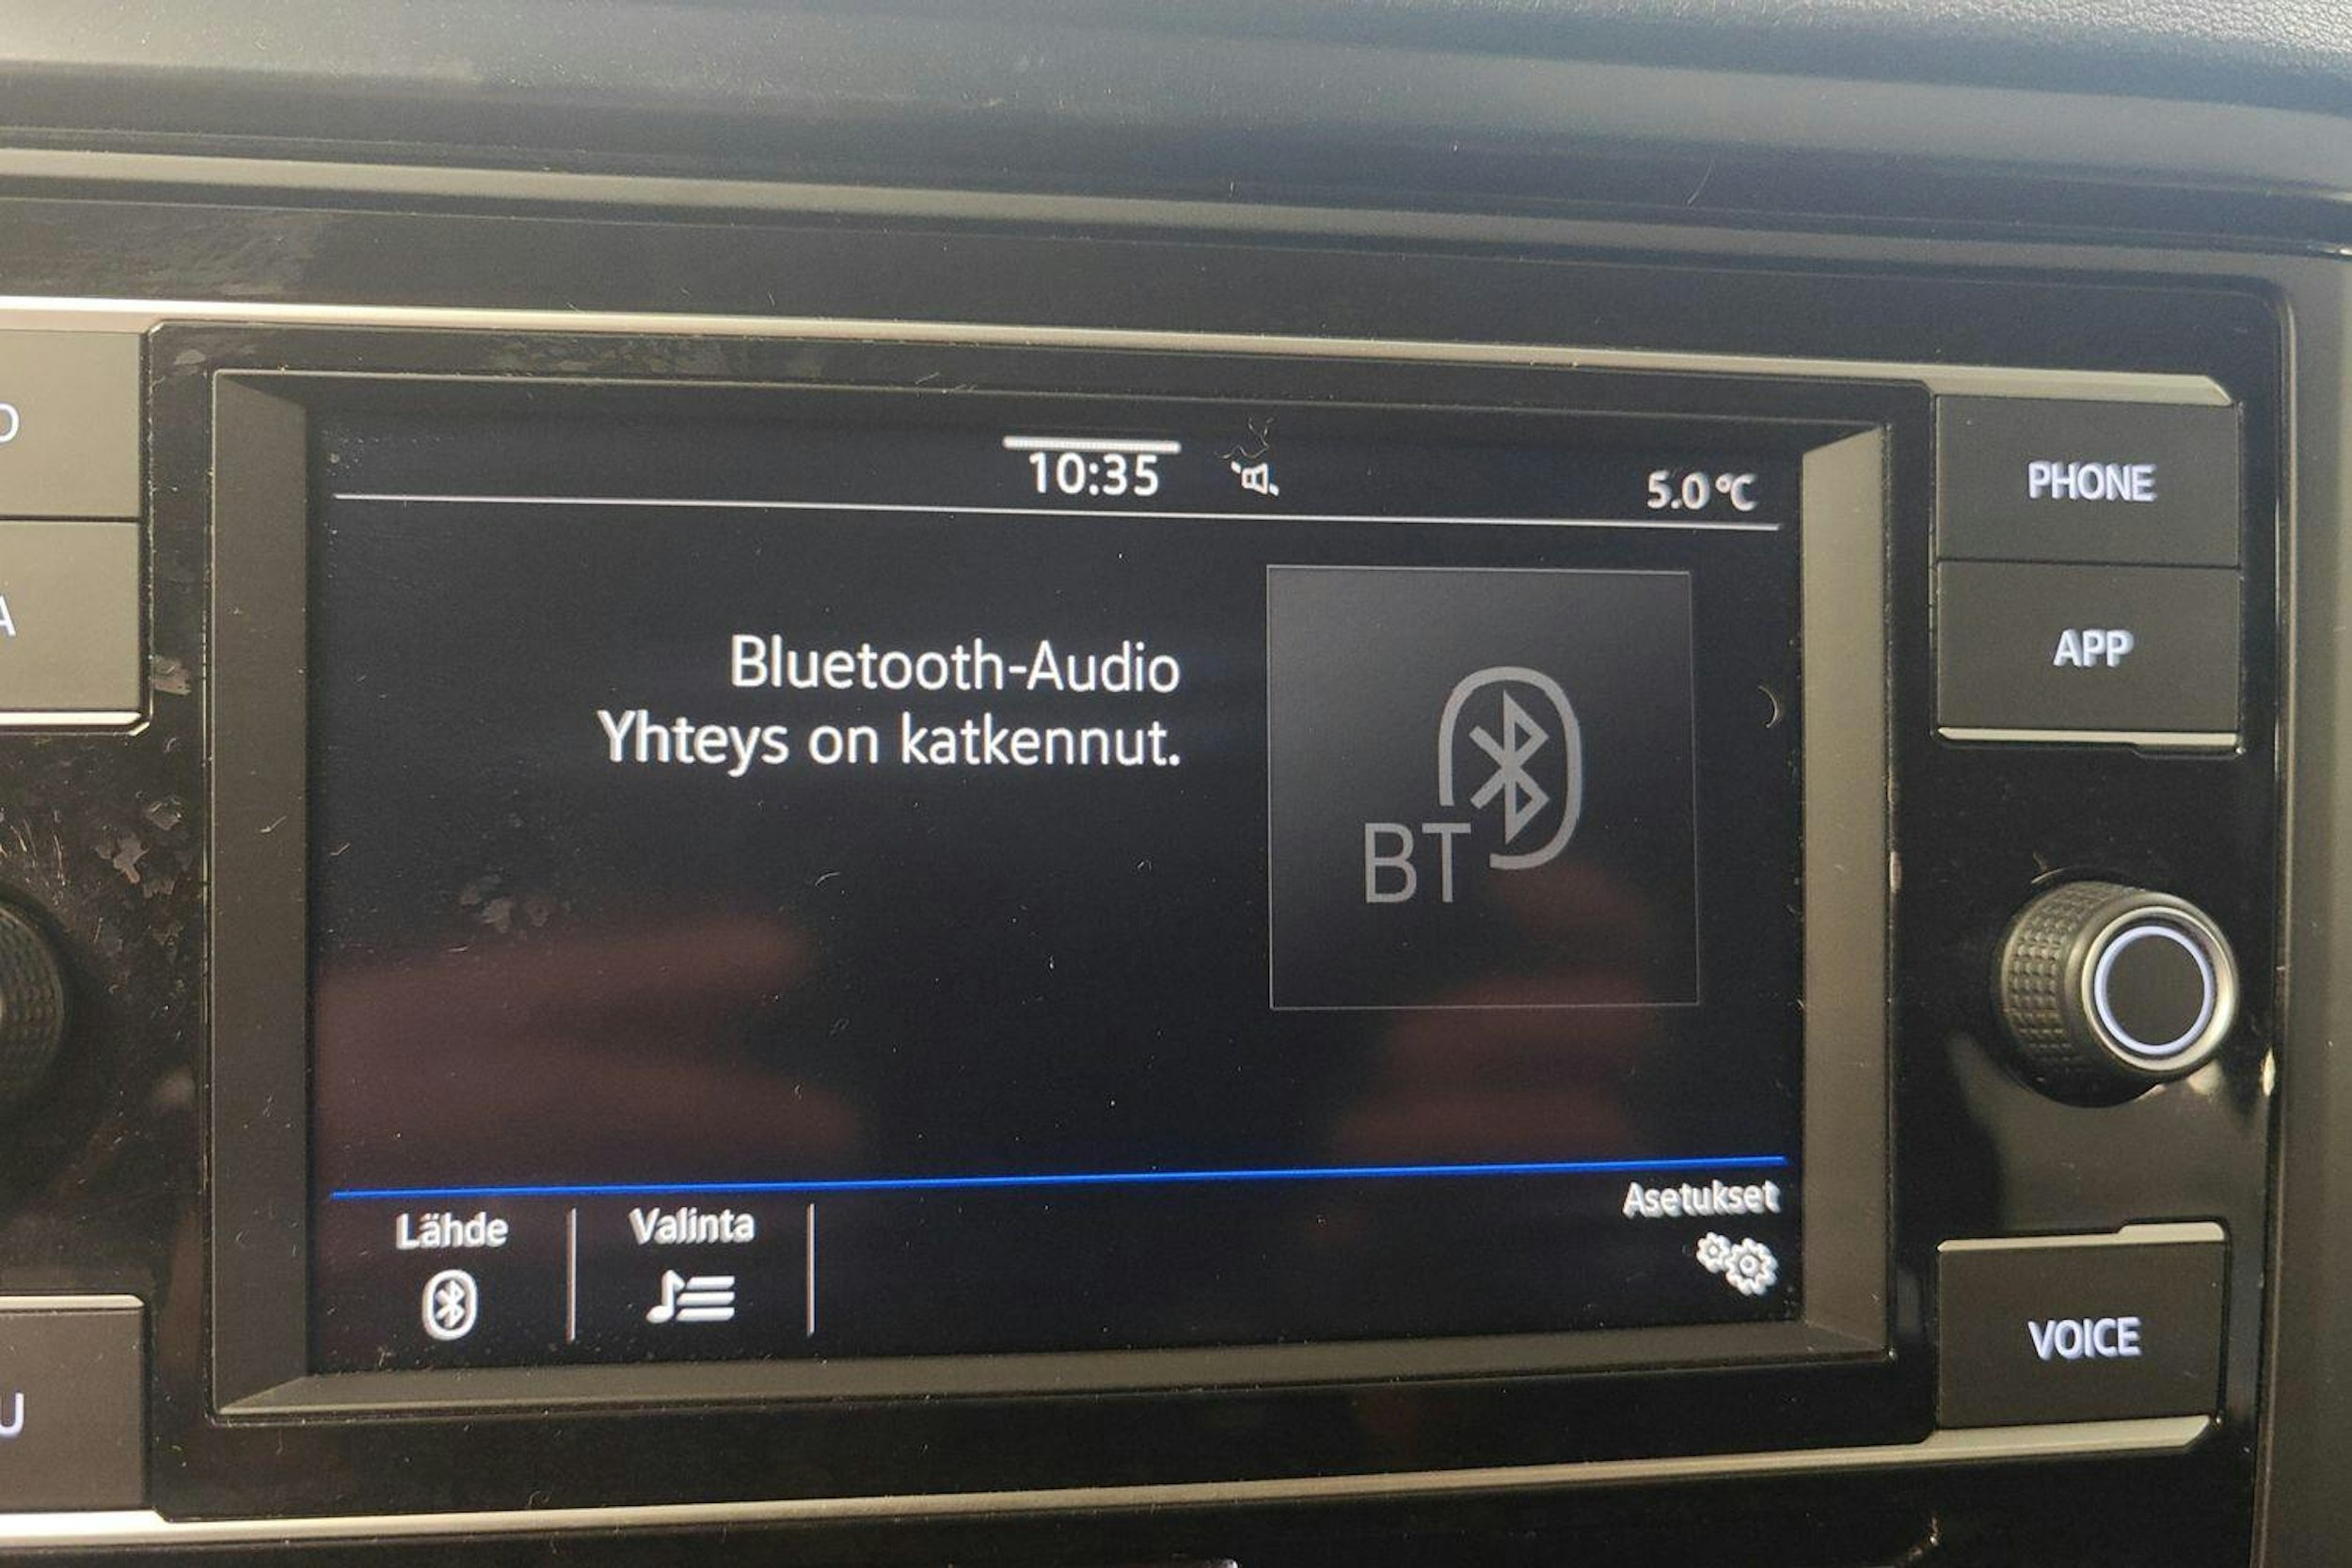 10:35
5.0°C
Bluetooth-Audio
Yhteys on katkennut.
BT
Lähde
Valinta
Asetukset
PHONE
APP
VOICE